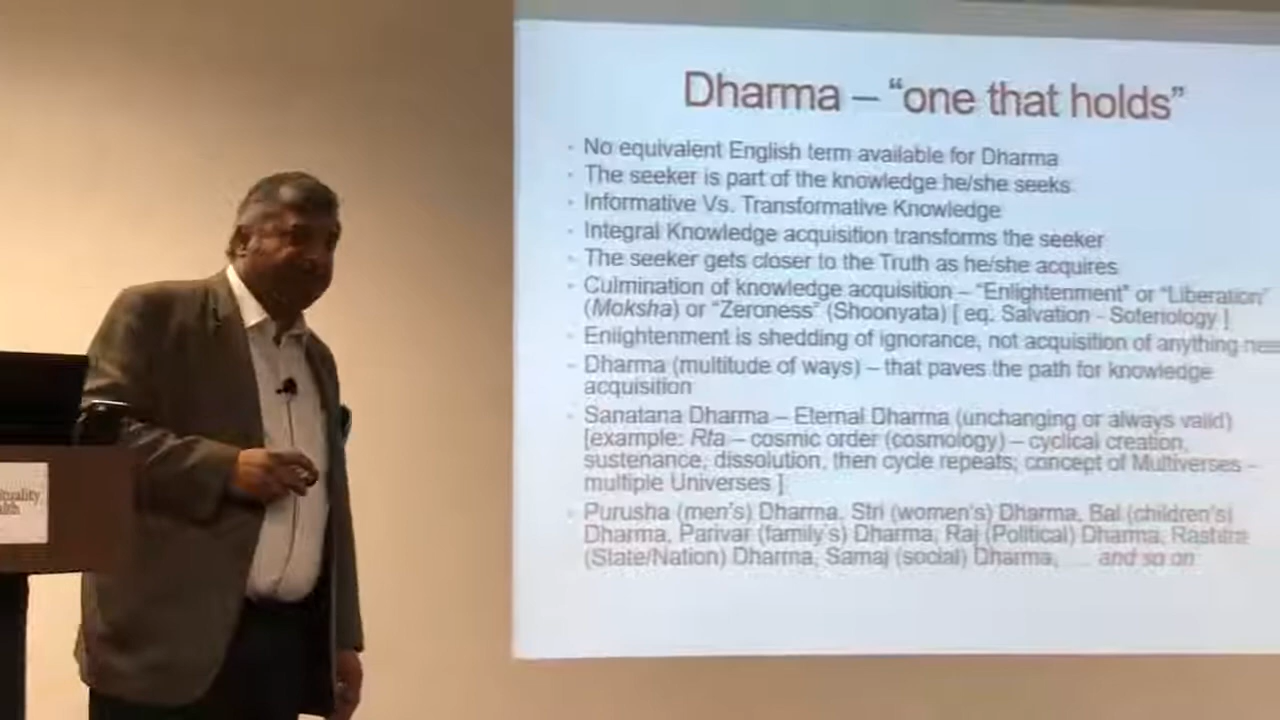 Dharma – “one that holds”
No equivalent English term available for Dharma
The seeker is part of the knowledge he/she seeks
Informative Vs. Transformative Knowledge
Integral Knowledge acquisition transforms the seeker
The seeker gets closer to the Truth as he/she acquires
Culmination of knowledge acquisition – “Enlightenment” or “Liberation”
(Moksha) or “Zeroness” (Shoonyata) [ eq. Salvation - Soteriology ]
Enlightenment is shedding of ignorance, not acquisition of anything
Dharma (multitude of ways) – that paves the path for knowledge
acquisition
Sanatana Dharma – Eternal Dharma (unchanging or always valid)
[example: Rta – cosmic order (cosmology) – cyclical creation,
sustenance, dissolution, then cycle repeats; concept of Multiverses –
multiple Universes ]
Purusha (men's) Dharma, Stri (women's) Dharma, Bal (children's)
Dharma, Parivar (family's) Dharma, Raj (Political) Dharma, Rashtra
(State/Nation) Dharma, Samaj (social) Dharma, .... and so on